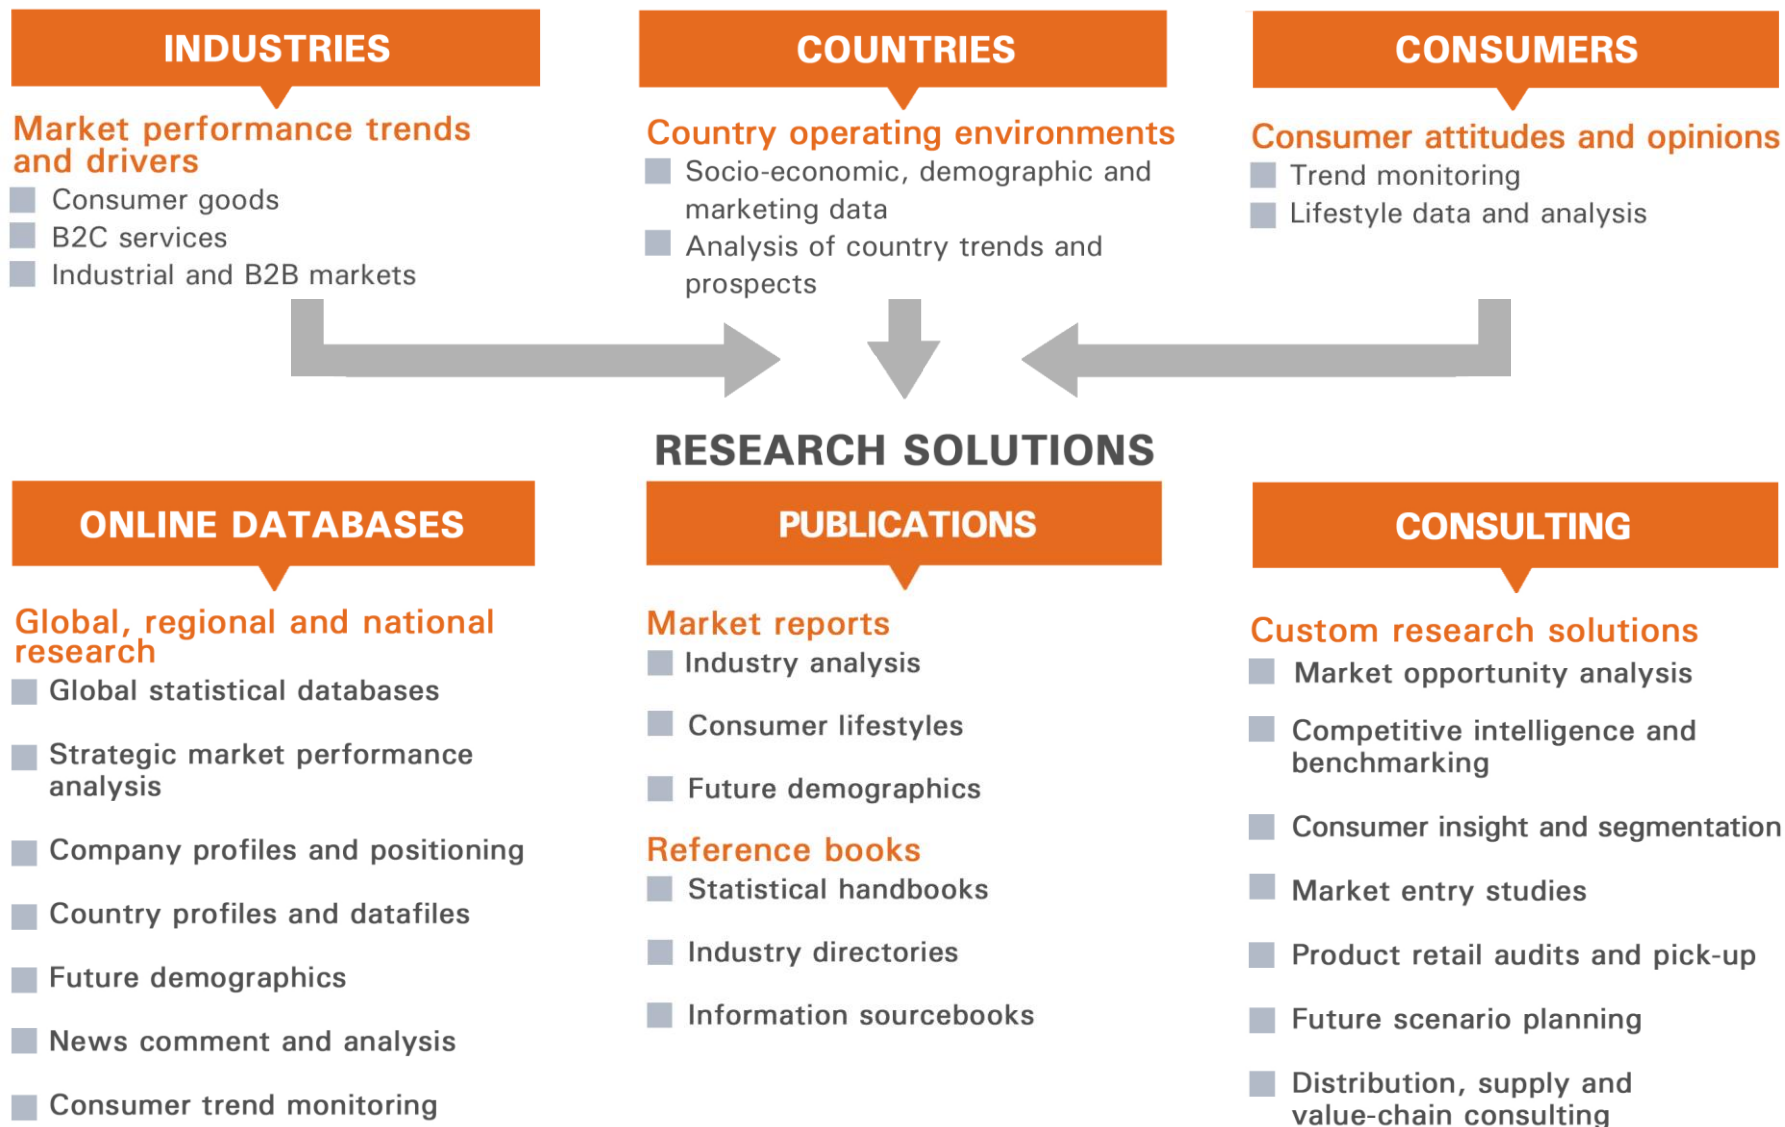 INDUSTRIES
Market performance trends
and drivers
Consumer goods
B2C services
Industrial and B2B markets
COUNTRIES
Country operating environments
Socio-economic, demographic and
marketing data
Analysis of country trends and
prospects
CONSUMERS
Consumer attitudes and opinions
Trend monitoring
Lifestyle data and analysis
RESEARCH SOLUTIONS
ONLINE DATABASES
Global, regional and national
research
Global statistical databases
Strategic market performance
analysis
Company profiles and positioning
Country profiles and datafiles
Future demographics
News comment and analysis
Consumer trend monitoring
PUBLICATIONS
Market reports
Industry analysis
Consumer lifestyles
Future demographics
Reference books
Statistical handbooks
Industry directories
Information sourcebooks
CONSULTING
Custom research solutions
Market opportunity analysis
Competitive intelligence and
benchmarking
Consumer insight and segmentation
Market entry studies
Product retail audits and pick-up
Future scenario planning
Distribution, supply and
value-chain consulting